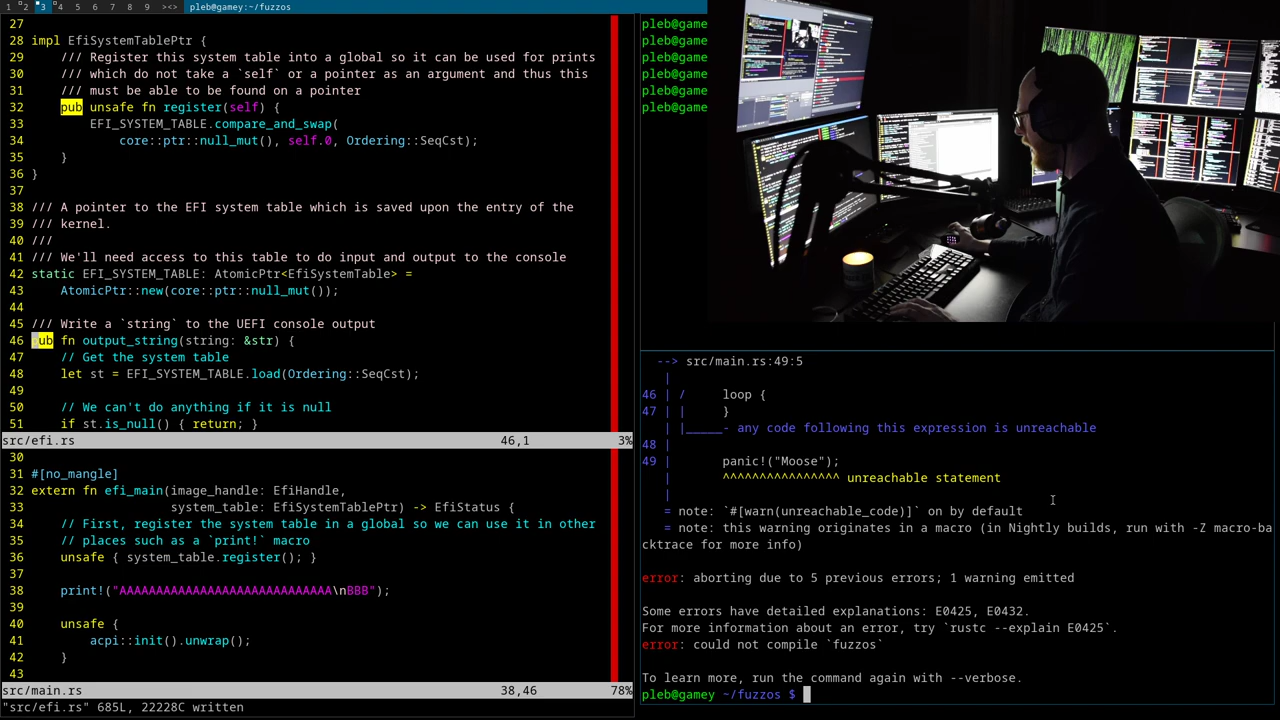 1 2 3 4 5 6 7 8 9 ><> pleb@gamey:~/fuzzos
27
28 impl EfiSystemTablePtr {
29     /// Register this system table into a global so it can be used for prints
30     /// which do not take a `self` or a pointer as an argument and thus this
31     /// must be able to be found on a pointer
32     pub unsafe fn register(self) {
33         EFI_SYSTEM_TABLE.compare_and_swap(
34             core::ptr::null_mut(), self.0, Ordering::SeqCst);
35     }
36 }
37
38 /// A pointer to the EFI system table which is saved upon the entry of the
39 /// kernel.
40 ///
41 /// We'll need access to this table to do input and output to the console
42 static EFI_SYSTEM_TABLE: AtomicPtr<EfiSystemTable> =
43     AtomicPtr::new(core::ptr::null_mut());
44
45 /// Write a `string` to the UEFI console output
46 pub fn output_string(string: &str) {
47     // Get the system table
48     let st = EFI_SYSTEM_TABLE.load(Ordering::SeqCst);
49
50     // We can't do anything if it is null
51     if st.is_null() { return; }
src/efi.rs 46,1 3%
30
31 #[no_mangle]
32 extern fn efi_main(image_handle: EfiHandle,
33                    system_table: EfiSystemTablePtr) -> EfiStatus {
34     // First, register the system table in a global so we can use it in other
35     // places such as a `print!` macro
36     unsafe { system_table.register(); }
37
38     print!("AAAAAAAAAAAAAAAAAAAAAAAAAAAAA\nBBB");
39
40     unsafe {
41         acpi::init().unwrap();
42     }
43
src/main.rs 38,46 78%
"src/efi.rs" 685L, 22228C written
pleb@game
pleb@game
pleb@game
pleb@game
pleb@game
pleb@game
--> src/main.rs:49:5
|
46 | /     loop {
47 | |     }
| |_____- any code following this expression is unreachable
48 |
49 |       panic!("Moose");
|       ^^^^^^^^^^^^^^^^ unreachable statement
|
= note: `#[warn(unreachable_code)]` on by default
= note: this warning originates in a macro (in Nightly builds, run with -Z macro-ba
cktrace for more info)
error: aborting due to 5 previous errors; 1 warning emitted
Some errors have detailed explanations: E0425, E0432.
For more information about an error, try `rustc --explain E0425`.
error: could not compile `fuzzos`
To learn more, run the command again with --verbose.
pleb@gamey ~/fuzzos $